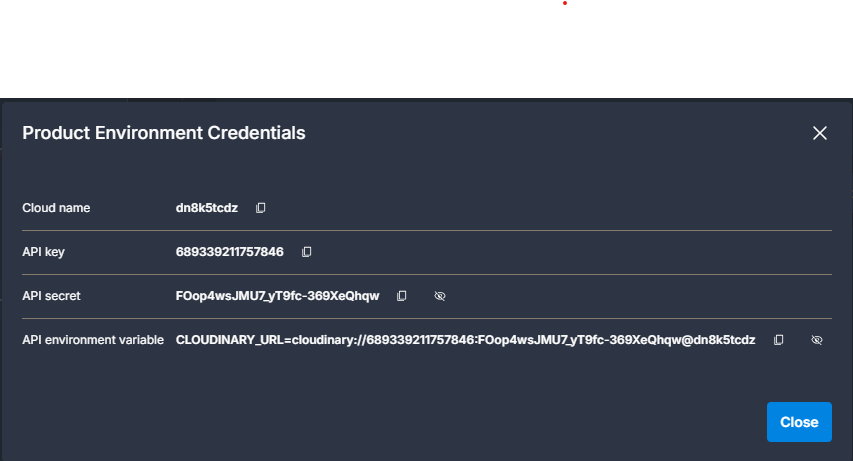 Product Environment Credentials
Cloud name dn8k5tcdz
API key 689339211757846
API secret FOop4wsJMU7_yT9fc-369XeQhqw
API environment variable CLOUDINARY_URL=cloudinary://689339211757846:FOop4wsJMU7_yT9fc-369XeQhqw@dn8k5tcdz
Close